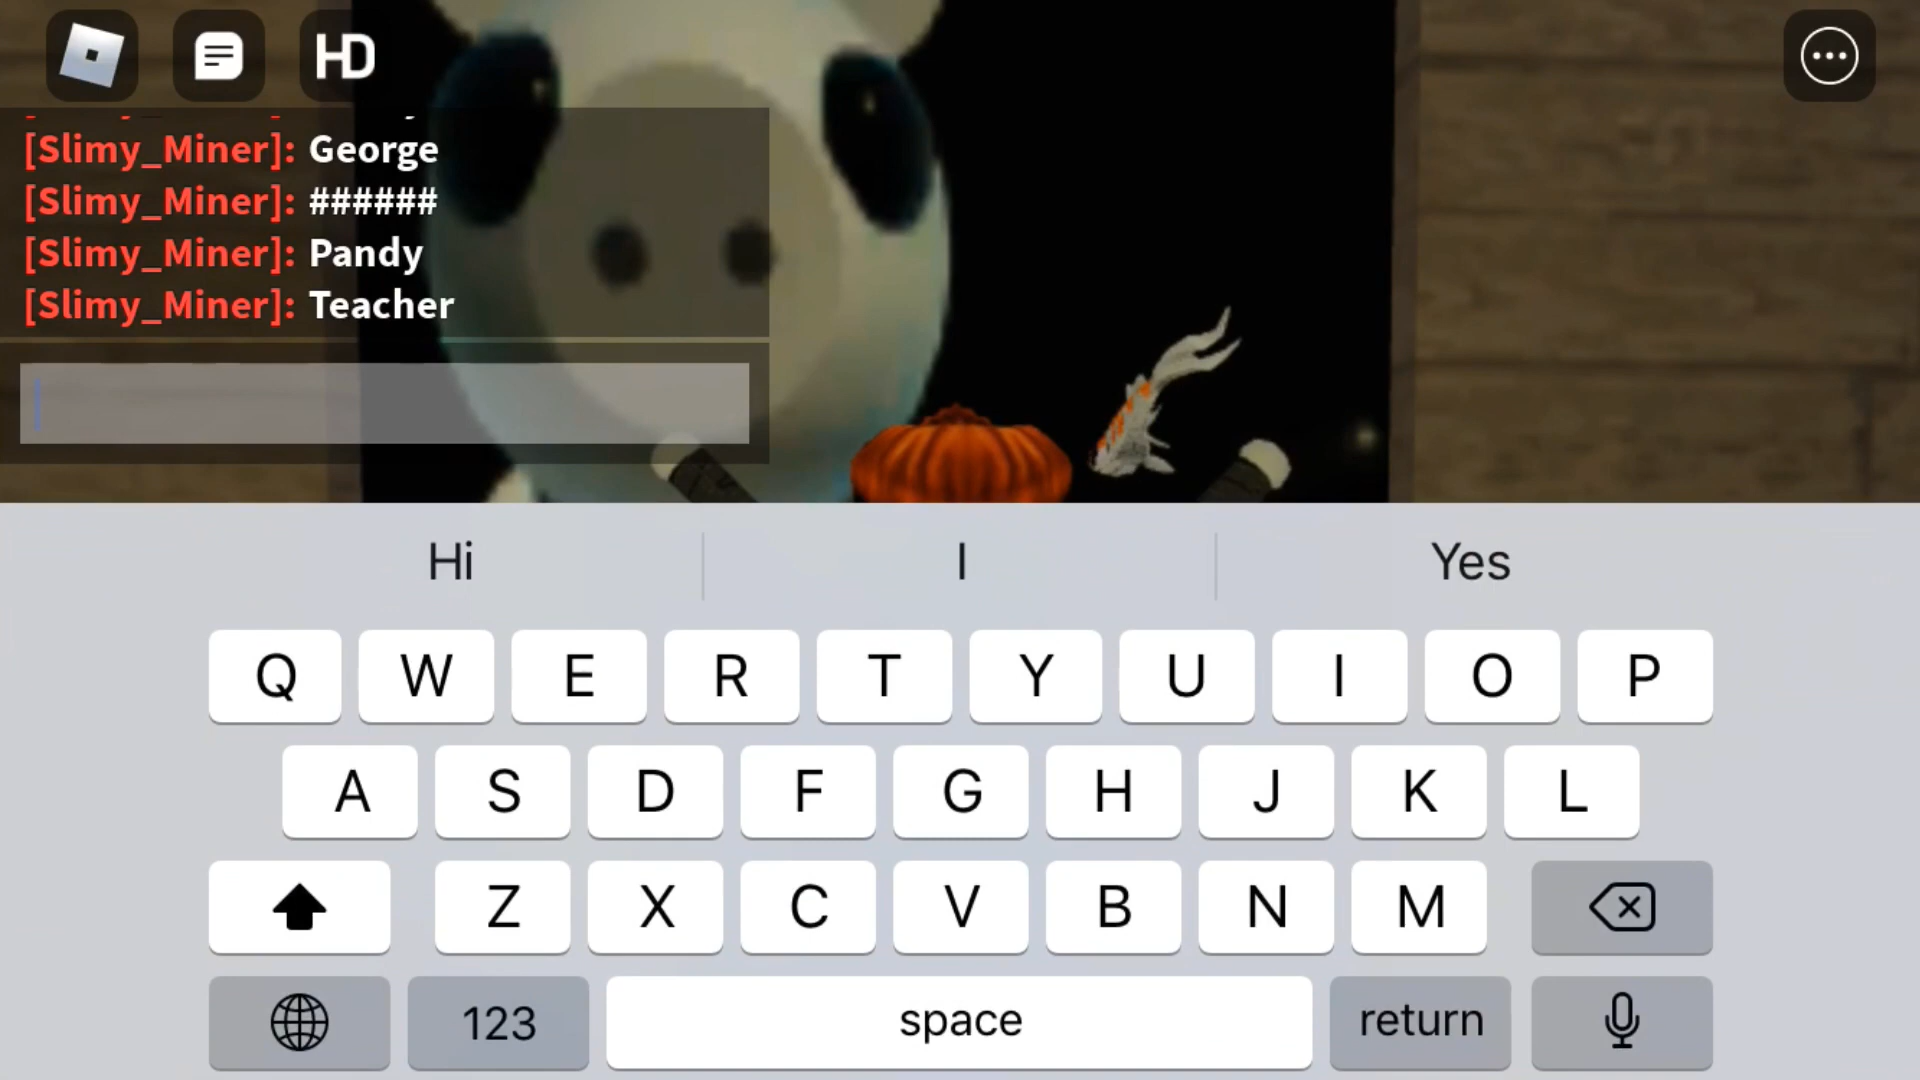 HD
[Slimy_Miner]: George
[Slimy_Miner]: ######
[Slimy_Miner]: Pandy
[Slimy_Miner]: Teacher
Hi I Yes
Q W E R T Y U I O P
A S D F G H J K L
Z X C V B N M
123 space return